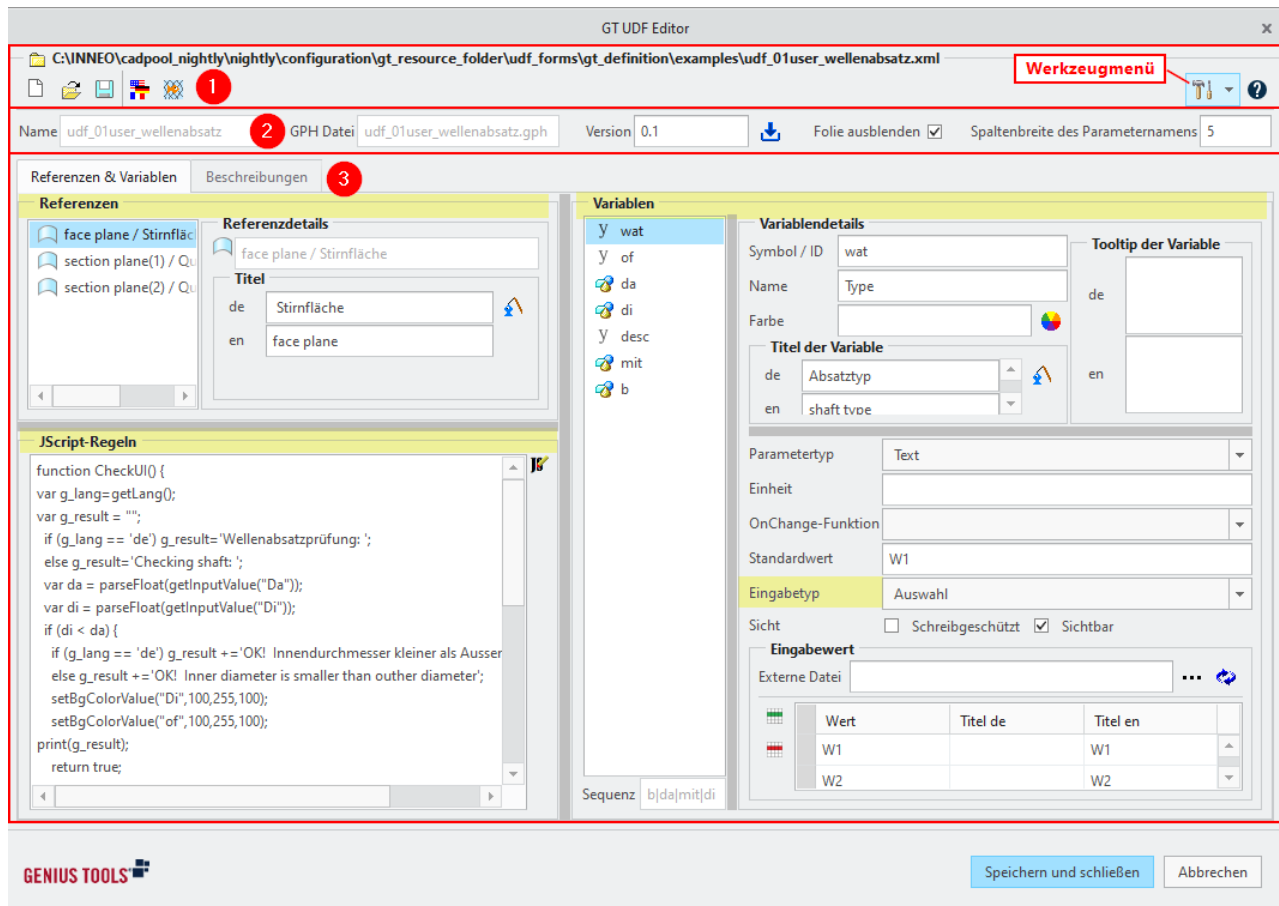 GT UDF Editor
x
C:\INNEO\cadpool_nightly\nightly\configuration\gt_resource_folder\udf_forms\gt_definition\examples\udf_01user_wellenabsatz.xml
Werkzeugmenü
1
Name udf_01user_wellenabsatz 2 GPH Datei udf_01user_wellenabsatz.gph Version 0.1 Folie ausblenden Spaltenbreite des Parameternamens 5
Referenzen & Variablen Beschreibungen 3
Referenzen
face plane / Stirnfläc
section plane(1) / Qu
section plane(2) / Qu
Referenzdetails
face plane / Stirnfläche
Titel
de Stirnfläche
en face plane
JScript-Regeln
function CheckUI() {
var g_lang=getLang();
var g_result = "";
if (g_lang == 'de') g_result='Wellenabsatzprüfung: ';
else g_result='Checking shaft: ';
var da = parseFloat(getInputValue("Da"));
var di = parseFloat(getInputValue("Di"));
if (di < da) {
if (g_lang == 'de') g_result +='OK! Innendurchmesser kleiner als Ausser
else g_result +='OK! Inner diameter is smaller than outher diameter';
setBgColorValue("Di",100,255,100);
setBgColorValue("of",100,255,100);
print(g_result);
return true;
Variablen
y wat
y of
da
di
y desc
mit
b
Sequenz b|da|mit|di
Variablendetails
Symbol / ID wat
Name Type
Farbe
Titel der Variable
de Absatztyp
en shaft type
Tooltip der Variable
de
en
Parametertyp Text
Einheit
OnChange-Funktion
Standardwert W1
Eingabetyp Auswahl
Sicht Schreibgeschützt Sichtbar
Eingabewert
Externe Datei
Wert Titel de Titel en
W1 W1
W2 W2
GENIUS TOOLS
Speichern und schließen Abbrechen